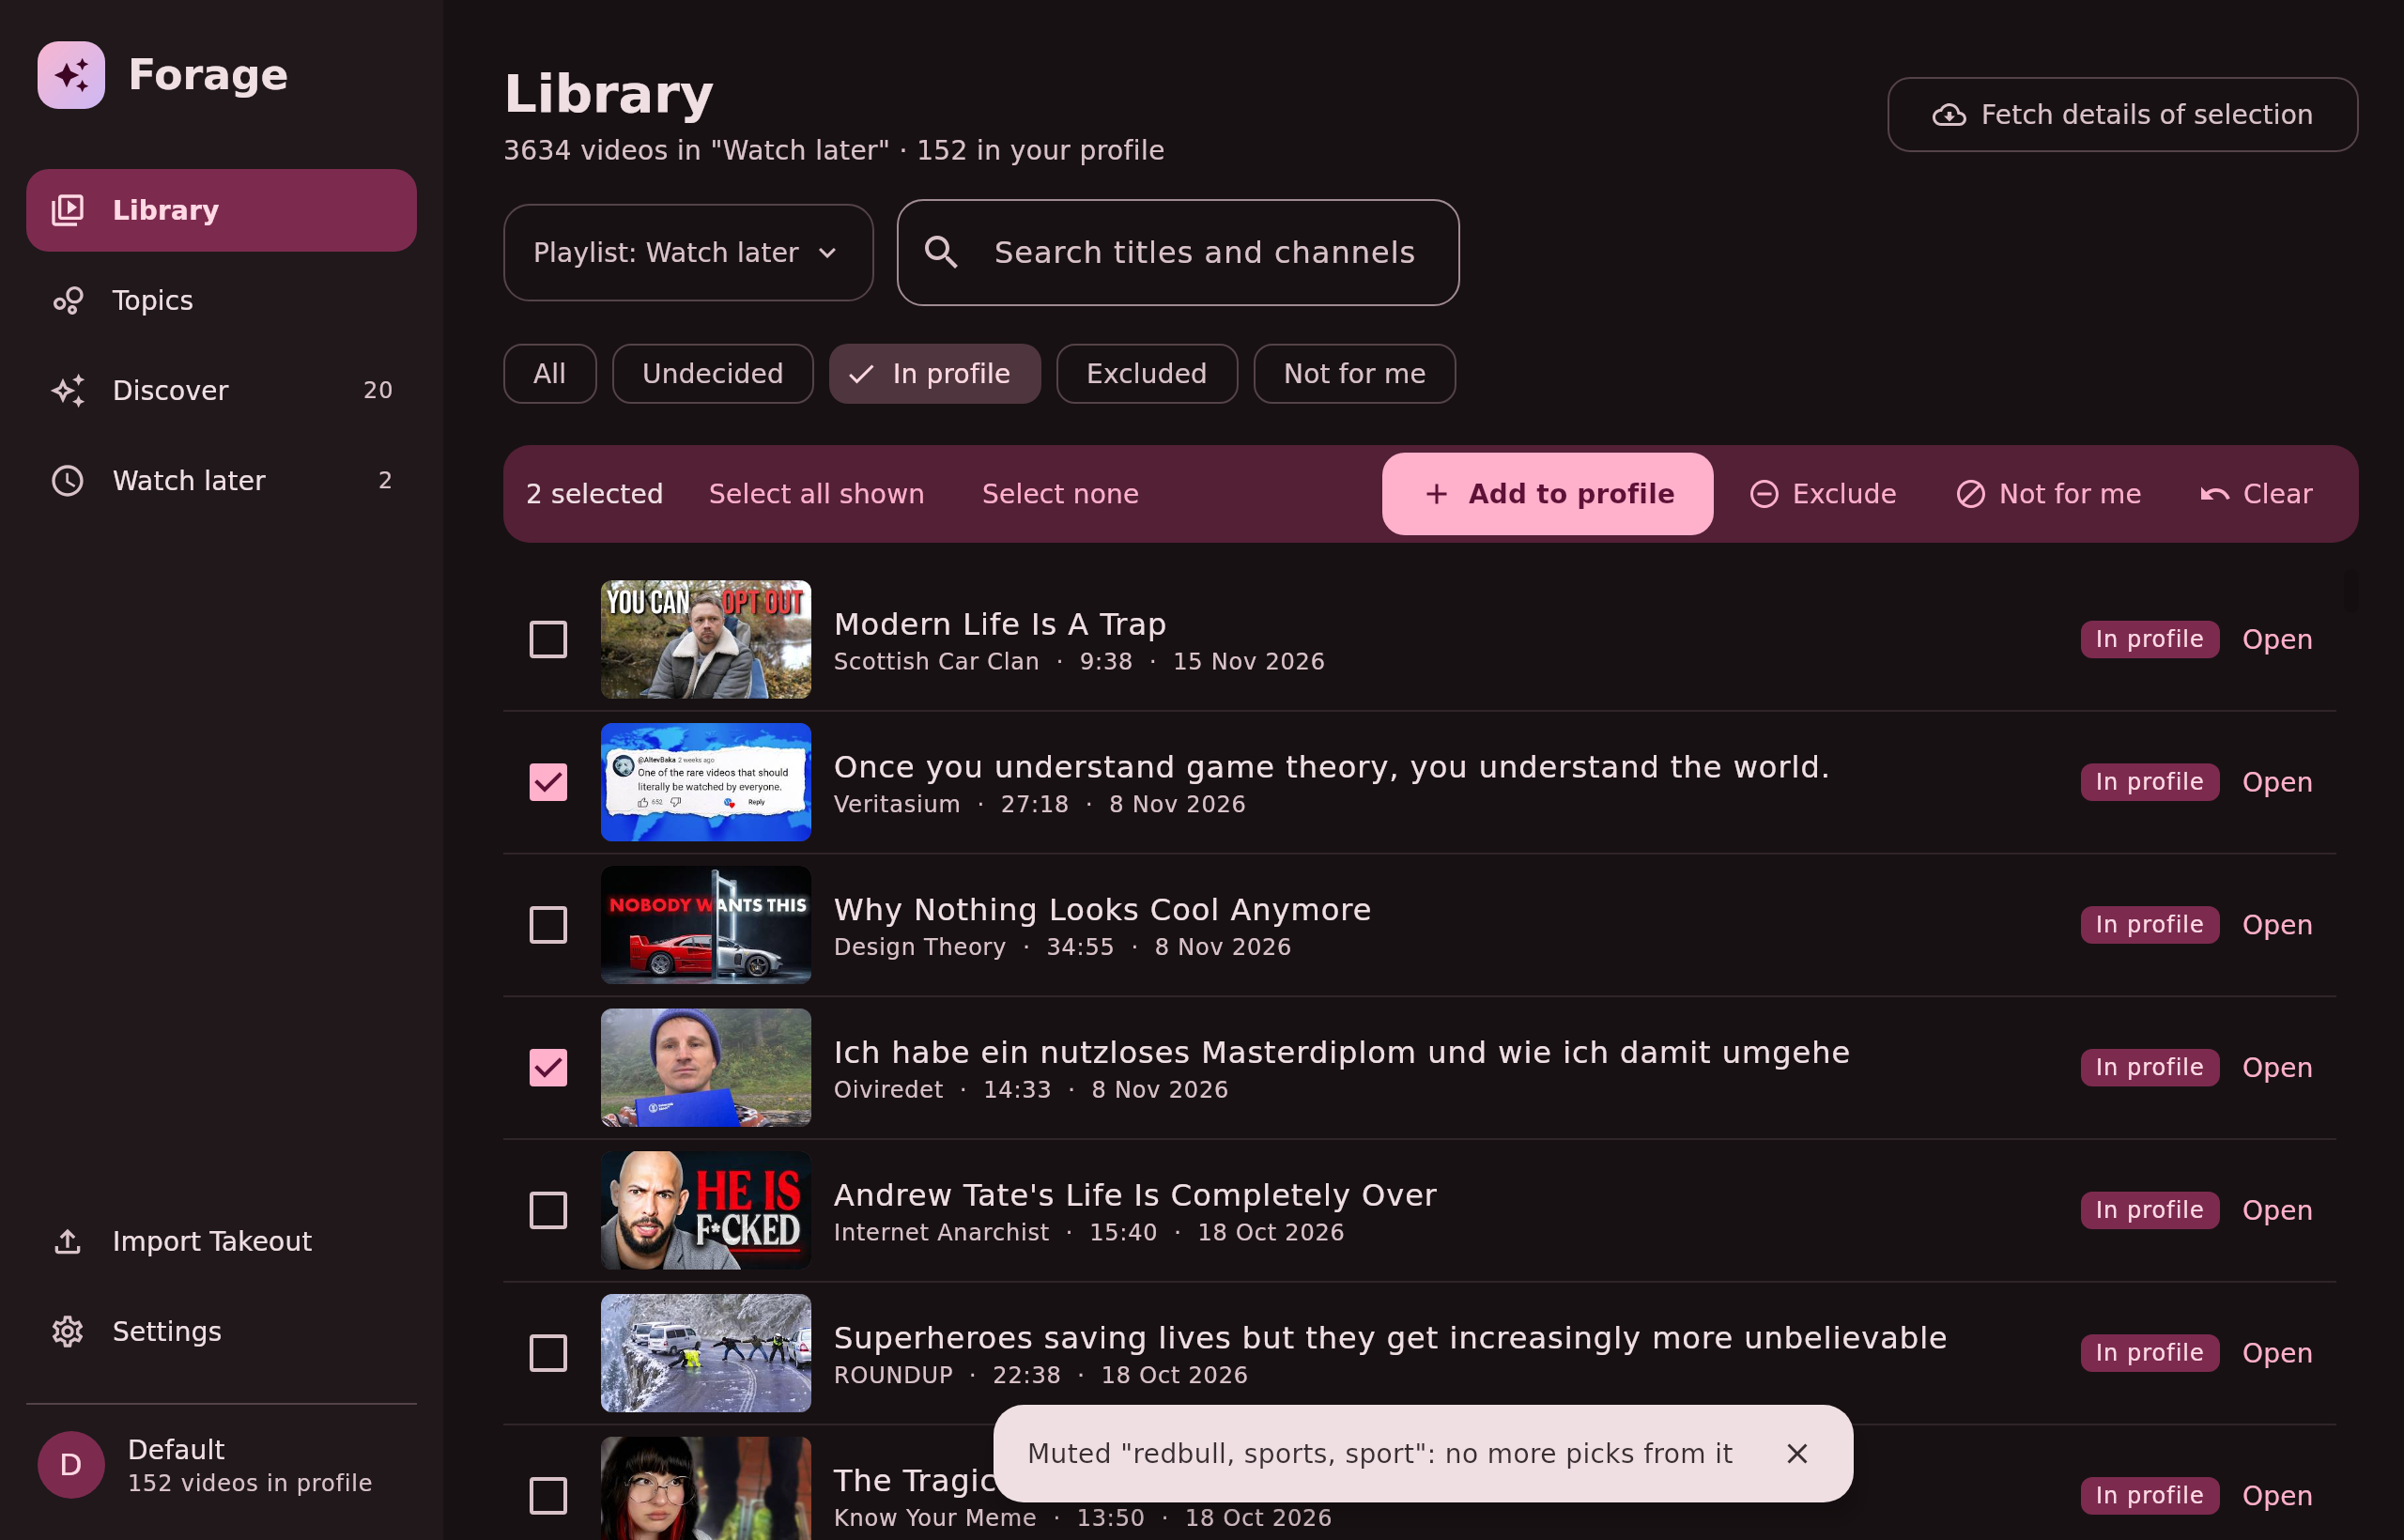 Forage
Library
Topics
Discover 20
Watch later 2
Import Takeout
Settings
D
Default
152 videos in profile
Library
3634 videos in "Watch later" · 152 in your profile
Fetch details of selection
Playlist: Watch later
Search titles and channels
All
Undecided
In profile
Excluded
Not for me
2 selected
Select all shown
Select none
Add to profile
Exclude
Not for me
Clear
YOU CAN OPT OUT
Modern Life Is A Trap
Scottish Car Clan · 9:38 · 15 Nov 2026
In profile
Open
@AltevBaka 2 weeks ago
One of the rare videos that should
literally be watched by everyone.
652
Reply
Once you understand game theory, you understand the world.
Veritasium · 27:18 · 8 Nov 2026
In profile
Open
NOBODY WANTS THIS
Why Nothing Looks Cool Anymore
Design Theory · 34:55 · 8 Nov 2026
In profile
Open
Ich habe ein nutzloses Masterdiplom und wie ich damit umgehe
Oiviredet · 14:33 · 8 Nov 2026
In profile
Open
HE IS
F*CKED
Andrew Tate's Life Is Completely Over
Internet Anarchist · 15:40 · 18 Oct 2026
In profile
Open
Superheroes saving lives but they get increasingly more unbelievable
ROUNDUP · 22:38 · 18 Oct 2026
In profile
Open
The Tragic
Know Your Meme · 13:50 · 18 Oct 2026
In profile
Open
Muted "redbull, sports, sport": no more picks from it